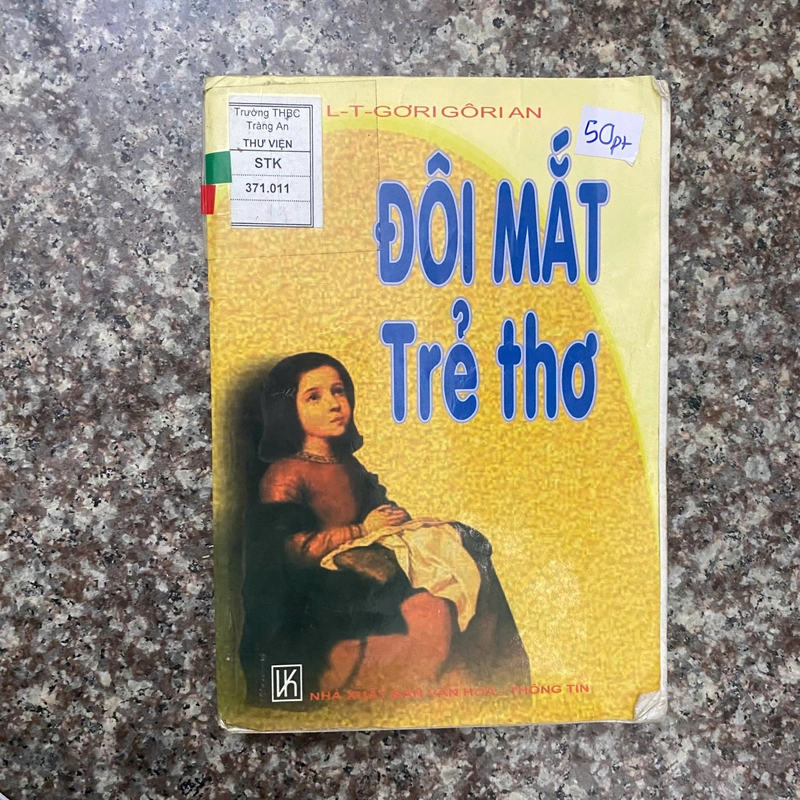 L-T-GƠRIGÔRIAN
Trường THBC
Tràng An
THƯ VIỆN
STK
371.011
50pt
ĐÔI MẮT
Trẻ thơ
NHÀ XUẤT BẢN VĂN HÓA - THÔNG TIN